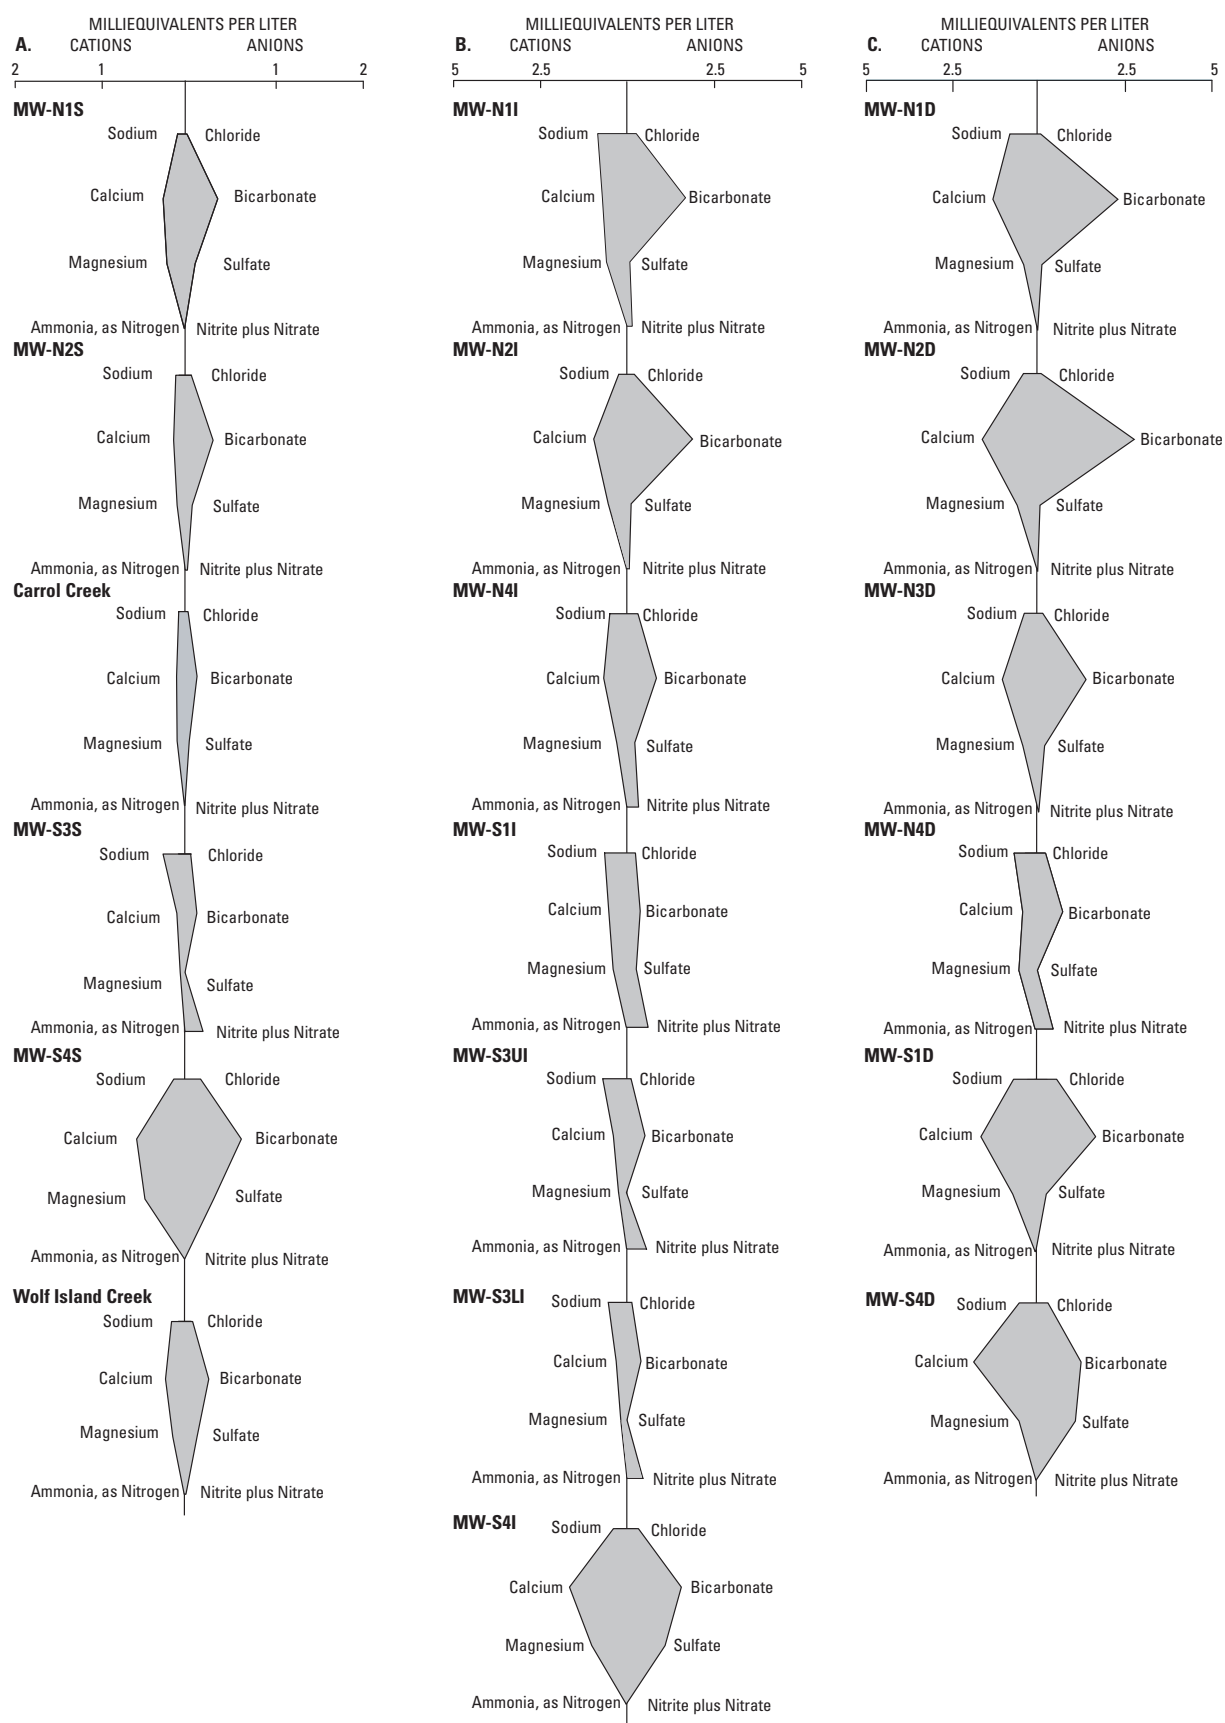 MILLIEQUIVALENTS PER LITER
A. CATIONS ANIONS
2 1 1 2
MW-N1S
Sodium Chloride
Calcium Bicarbonate
Magnesium Sulfate
Ammonia, as Nitrogen Nitrite plus Nitrate
MW-N2S
Sodium Chloride
Calcium Bicarbonate
Magnesium Sulfate
Ammonia, as Nitrogen Nitrite plus Nitrate
Carrol Creek
Sodium Chloride
Calcium Bicarbonate
Magnesium Sulfate
Ammonia, as Nitrogen Nitrite plus Nitrate
MW-S3S
Sodium Chloride
Calcium Bicarbonate
Magnesium Sulfate
Ammonia, as Nitrogen Nitrite plus Nitrate
MW-S4S
Sodium Chloride
Calcium Bicarbonate
Magnesium Sulfate
Ammonia, as Nitrogen Nitrite plus Nitrate
Wolf Island Creek
Sodium Chloride
Calcium Bicarbonate
Magnesium Sulfate
Ammonia, as Nitrogen Nitrite plus Nitrate
MILLIEQUIVALENTS PER LITER
B. CATIONS ANIONS
5 2.5 2.5 5
MW-N1I
Sodium Chloride
Calcium Bicarbonate
Magnesium Sulfate
Ammonia, as Nitrogen Nitrite plus Nitrate
MW-N2I
Sodium Chloride
Calcium Bicarbonate
Magnesium Sulfate
Ammonia, as Nitrogen Nitrite plus Nitrate
MW-N4I
Sodium Chloride
Calcium Bicarbonate
Magnesium Sulfate
Ammonia, as Nitrogen Nitrite plus Nitrate
MW-S1I
Sodium Chloride
Calcium Bicarbonate
Magnesium Sulfate
Ammonia, as Nitrogen Nitrite plus Nitrate
MW-S3UI
Sodium Chloride
Calcium Bicarbonate
Magnesium Sulfate
Ammonia, as Nitrogen Nitrite plus Nitrate
MW-S3LI
Sodium Chloride
Calcium Bicarbonate
Magnesium Sulfate
Ammonia, as Nitrogen Nitrite plus Nitrate
MW-S4I
Sodium Chloride
Calcium Bicarbonate
Magnesium Sulfate
Ammonia, as Nitrogen Nitrite plus Nitrate
MILLIEQUIVALENTS PER LITER
C. CATIONS ANIONS
5 2.5 2.5 5
MW-N1D
Sodium Chloride
Calcium Bicarbonate
Magnesium Sulfate
Ammonia, as Nitrogen Nitrite plus Nitrate
MW-N2D
Sodium Chloride
Calcium Bicarbonate
Magnesium Sulfate
Ammonia, as Nitrogen Nitrite plus Nitrate
MW-N3D
Sodium Chloride
Calcium Bicarbonate
Magnesium Sulfate
Ammonia, as Nitrogen Nitrite plus Nitrate
MW-N4D
Sodium Chloride
Calcium Bicarbonate
Magnesium Sulfate
Ammonia, as Nitrogen Nitrite plus Nitrate
MW-S1D
Sodium Chloride
Calcium Bicarbonate
Magnesium Sulfate
Ammonia, as Nitrogen Nitrite plus Nitrate
MW-S4D
Sodium Chloride
Calcium Bicarbonate
Magnesium Sulfate
Ammonia, as Nitrogen Nitrite plus Nitrate